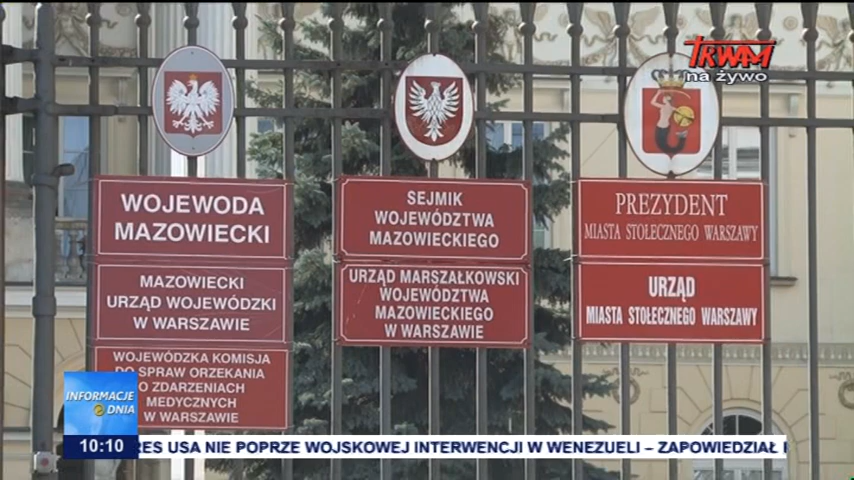 TRWAM
na żywo
WOJEWODA
MAZOWIECKI
MAZOWIECKI
URZĄD WOJEWÓDZKI
W WARSZAWIE
WOJEWÓDZKA KOMISJA
DO SPRAW ORZEKANIA
O ZDARZENIACH
MEDYCZNYCH
W WARSZAWIE
SEJMIK
WOJEWÓDZTWA
MAZOWIECKIEGO
URZĄD MARSZAŁKOWSKI
WOJEWÓDZTWA
MAZOWIECKIEGO
W WARSZAWIE
PREZYDENT
MIASTA STOŁECZNEGO WARSZAWY
URZĄD
MIASTA STOŁECZNEGO WARSZAWY
INFORMACJE
DNIA
10:10
RES USA NIE POPRZE WOJSKOWEJ INTERWENCJI W WENEZUELI – ZAPOWIEDZIAŁ